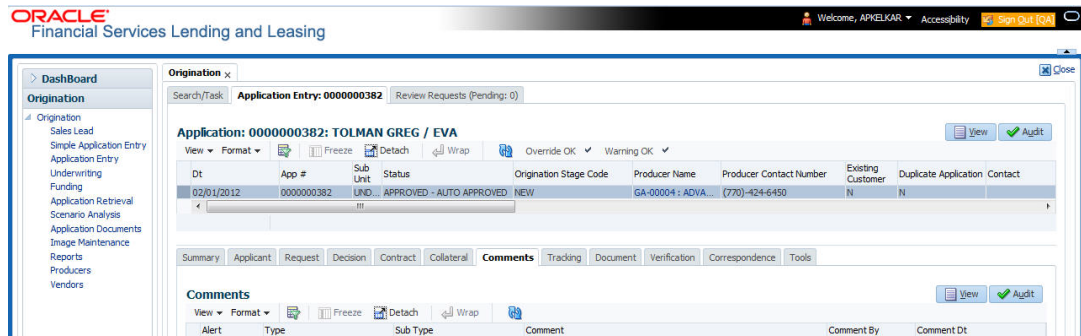 ORACLE
Welcome, APKELKAR Accessibility Sign Out [QA]
Financial Services Lending and Leasing
Close
DashBoard
Origination
Origination
Sales Lead
Simple Application Entry
Application Entry
Underwriting
Funding
Application Retrieval
Scenario Analysis
Application Documents
Image Maintenance
Reports
Producers
Vendors
Origination x
Search/Task Application Entry: 0000000382 Review Requests (Pending: 0)
Application: 0000000382: TOLMAN GREG / EVA View Audit
View Format Freeze Detach Wrap Override OK Warning OK
Dt App # Sub Unit Status Origination Stage Code Producer Name Producer Contact Number Existing Customer Duplicate Application Contact
02/01/2012 0000000382 UND... APPROVED - AUTO APPROVED NEW GA-00004 : ADVA... (770)-424-6450 N N
Summary Applicant Request Decision Contract Collateral Comments Tracking Document Verification Correspondence Tools
Comments View Audit
View Format Freeze Detach Wrap
Alert Type Sub Type Comment Comment By Comment Dt